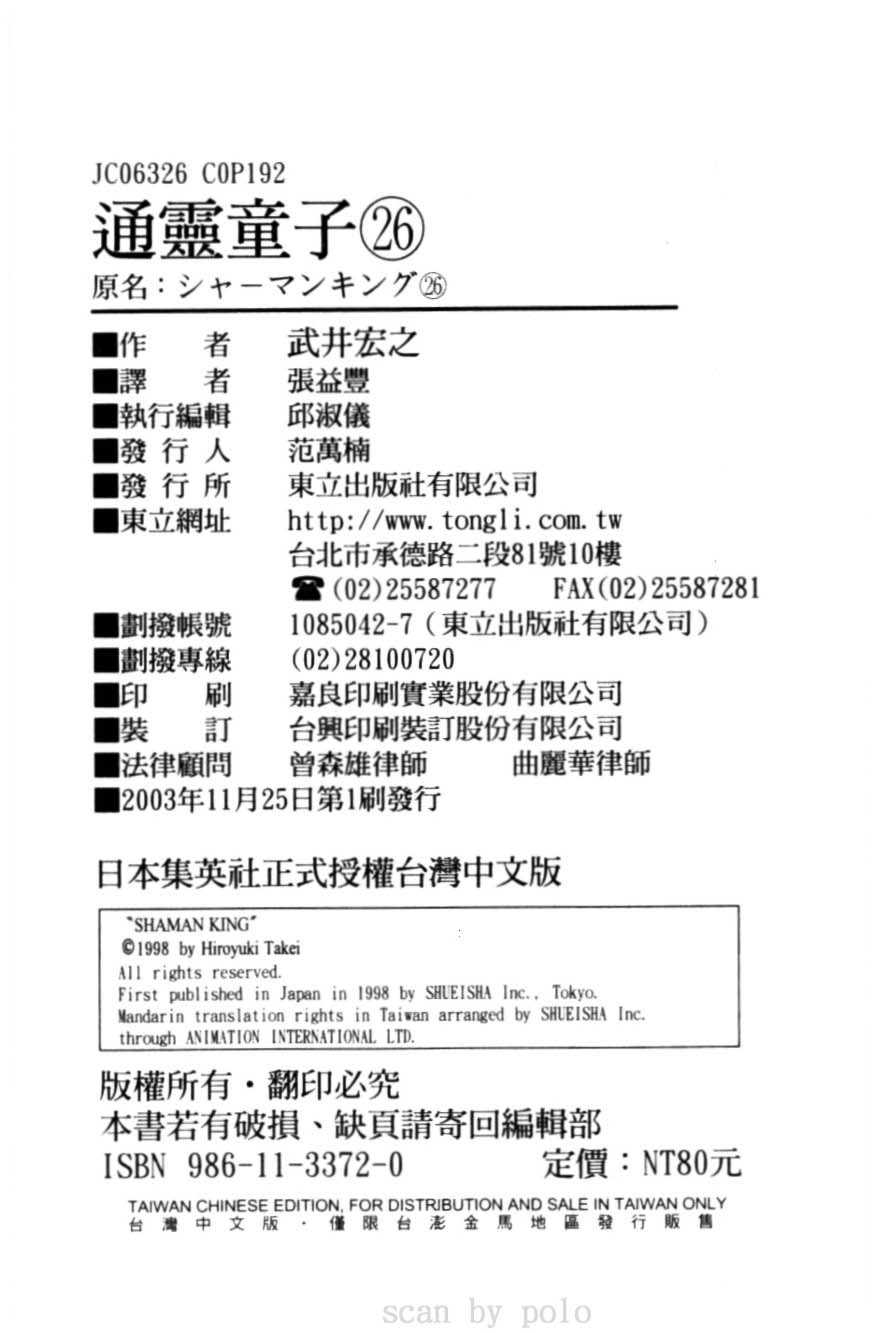 JC06326 C0P192
通靈童子㉖
原名：シャーマンキング㉖
■作　　者　武井宏之
■譯　　者　張益豐
■執行編輯　邱淑儀
■發 行 人　范萬楠
■發 行 所　東立出版社有限公司
■東立網址　http://www.tongli.com.tw
台北市承德路二段81號10樓
☎(02)25587277　FAX(02)25587281
■劃撥帳號　1085042-7（東立出版社有限公司）
■劃撥專線　(02)28100720
■印　　刷　嘉良印刷實業股份有限公司
■裝　　訂　台興印刷裝訂股份有限公司
■法律顧問　曾森雄律師　曲麗華律師
■2003年11月25日第1刷發行
日本集英社正式授權台灣中文版
〝SHAMAN KING〞
©1998 by Hiroyuki Takei
All rights reserved.
First published in Japan in 1998 by SHUEISHA Inc., Tokyo.
Mandarin translation rights in Taiwan arranged by SHUEISHA Inc.
through ANIMATION INTERNATIONAL LTD.
版權所有・翻印必究
本書若有破損、缺頁請寄回編輯部
ISBN 986-11-3372-0　定價：NT80元
TAIWAN CHINESE EDITION, FOR DISTRIBUTION AND SALE IN TAIWAN ONLY
台灣中文版・僅限台澎金馬地區發行販售
scan by polo